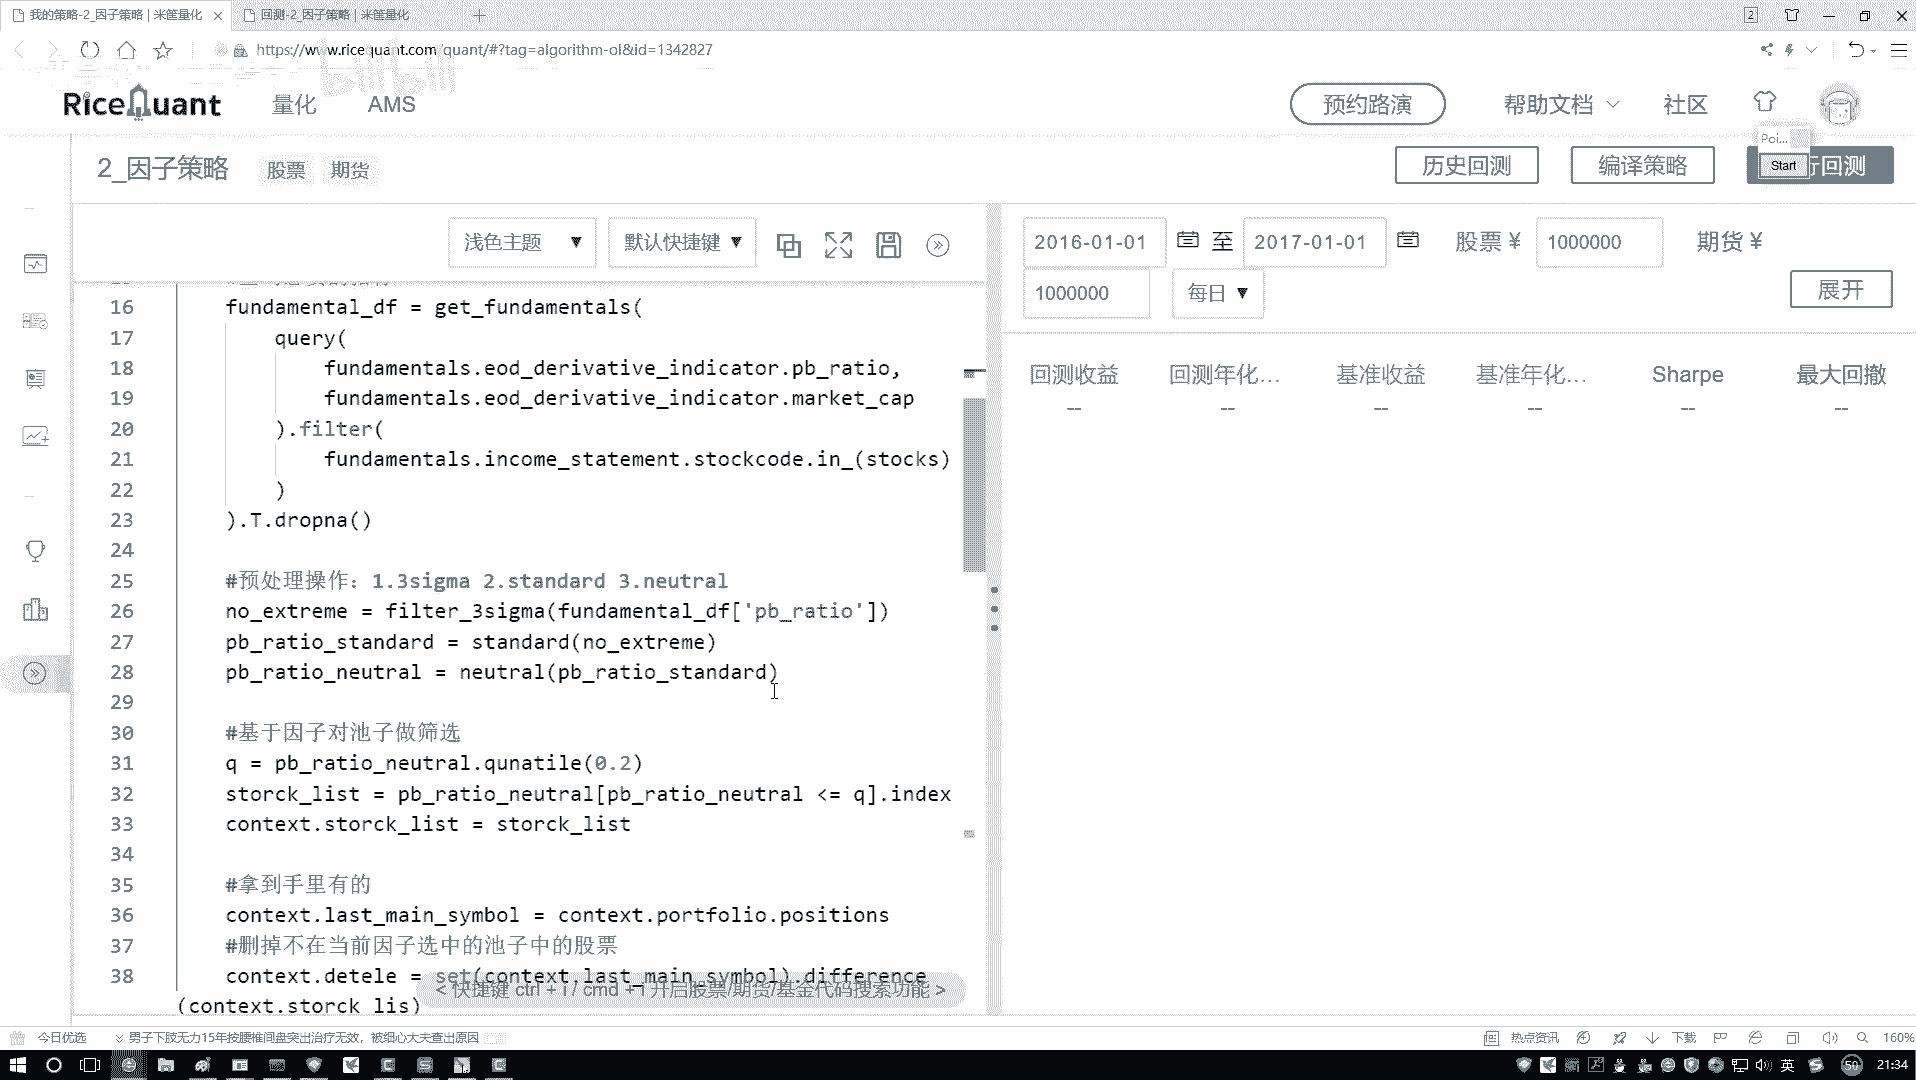 我的策略-2_因子策略 | 米筐量化
回测-2_因子策略 | 米筐量化
2
https://www.ricequant.com/quant/#?tag=algorithm-ol&id=1342827
bilibili
RiceQuant
量化
AMS
预约路演
帮助文档
社区
Poi...
Start
2_因子策略
股票
期货
历史回测
编译策略
行回测
浅色主题
默认快捷键
2016-01-01
至
2017-01-01
股票 ¥
1000000
期货 ¥
1000000
每日
展开
回测收益
回测年化...
基准收益
基准年化...
Sharpe
最大回撤
--
--
--
--
--
--
16 fundamental_df = get_fundamentals(
17 query(
18 fundamentals.eod_derivative_indicator.pb_ratio,
19 fundamentals.eod_derivative_indicator.market_cap
20 ).filter(
21 fundamentals.income_statement.stockcode.in_(stocks)
22 )
23 ).T.dropna()
24
25 #预处理操作：1.3sigma 2.standard 3.neutral
26 no_extreme = filter_3sigma(fundamental_df['pb_ratio'])
27 pb_ratio_standard = standard(no_extreme)
28 pb_ratio_neutral = neutral(pb_ratio_standard)
29
30 #基于因子对池子做筛选
31 q = pb_ratio_neutral.qunatile(0.2)
32 storck_list = pb_ratio_neutral[pb_ratio_neutral <= q].index
33 context.storck_list = storck_list
34
35 #拿到手里有的
36 context.last_main_symbol = context.portfolio.positions
37 #删掉不在当前因子选中的池子中的股票
38 context.detele = set(context.last_main_symbol).difference
(context.storck_lis)
< 快捷键 ctrl + i / cmd + i 开启股票/期货/基金代码搜索功能 >
今日优选
男子下肢无力15年按腰椎间盘突出治疗无效，被细心大夫查出原因
热点资讯
下载
160%
英
50
21:34